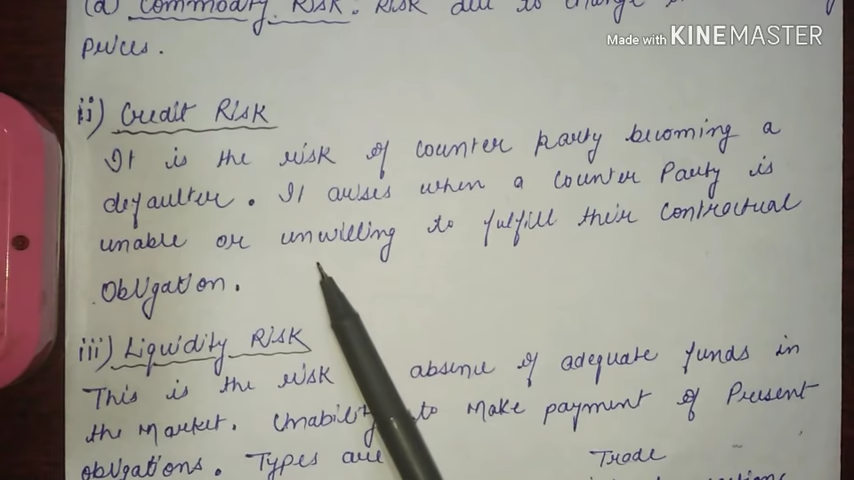 (d) Commodity Risk : Risk due to change
Made with KINEMASTER
prices.
ii) Credit Risk
It is the risk of counter party becoming a
defaulter. It arises when a counter Party is
unable or unwilling to fulfill their contractual
obligation.
iii) Liquidity Risk
This is the risk absence of adequate funds in
the Market. Unability to Make payment of Present
obligations. Types are Trade